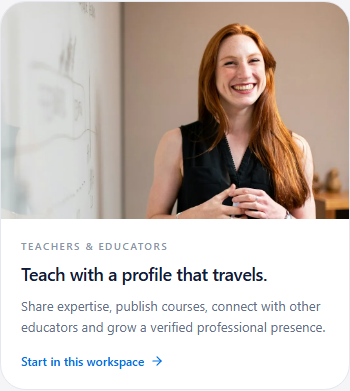 TEACHERS & EDUCATORS
Teach with a profile that travels.
Share expertise, publish courses, connect with other
educators and grow a verified professional presence.
Start in this workspace →